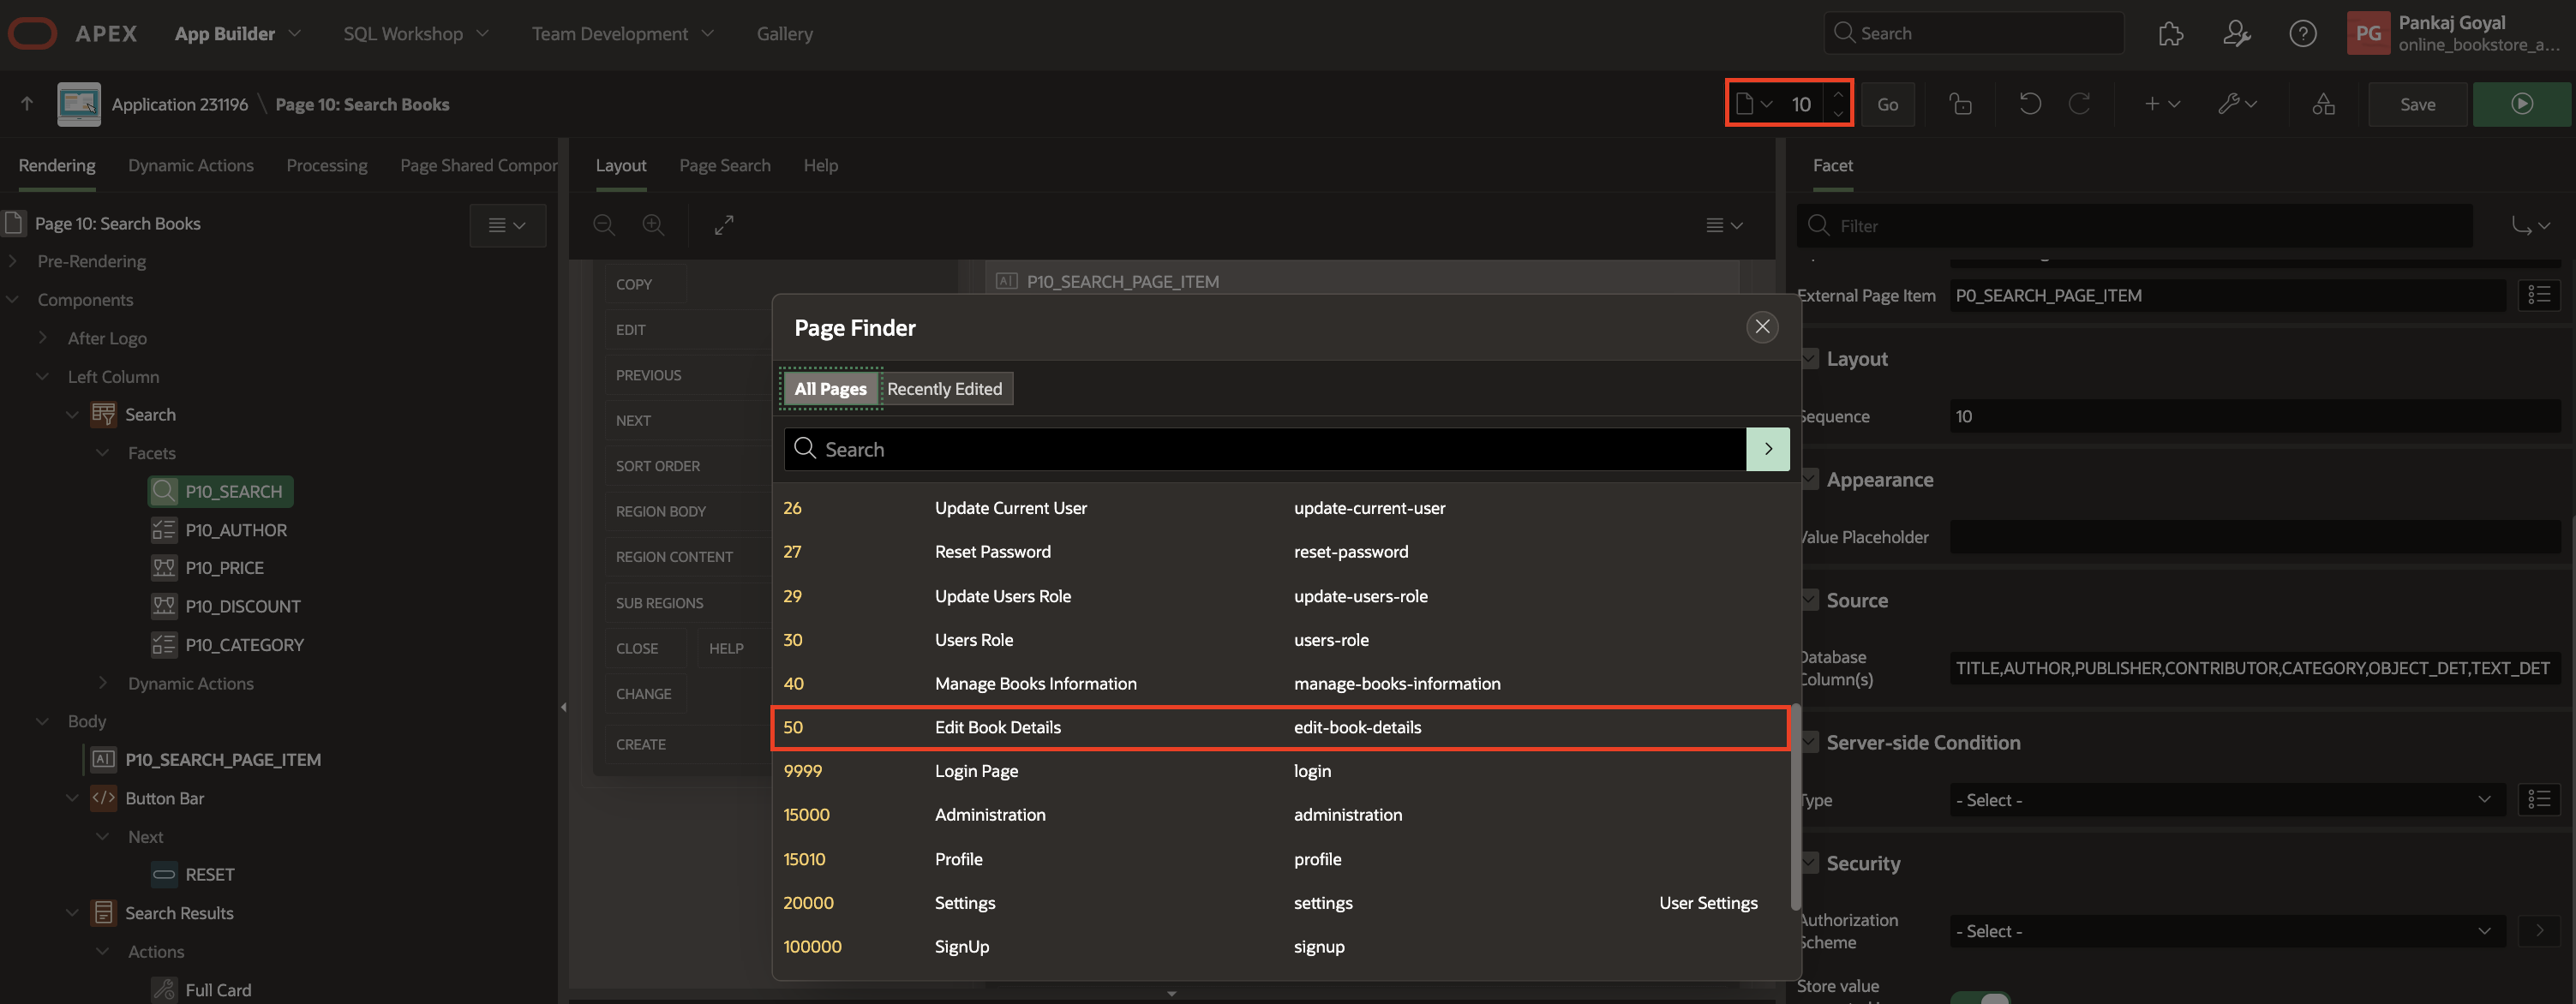 APEX App Builder SQL Workshop Team Development Gallery Search PG Pankaj Goyal
online_bookstore_a...
Application 231196 \ Page 10: Search Books 10 Go Save
Rendering Dynamic Actions Processing Page Shared Compor
Page 10: Search Books
Pre-Rendering
Components
After Logo
Left Column
Search
Facets
P10_SEARCH
P10_AUTHOR
P10_PRICE
P10_DISCOUNT
P10_CATEGORY
Dynamic Actions
Body
P10_SEARCH_PAGE_ITEM
Button Bar
Next
RESET
Search Results
Actions
Full Card
Layout Page Search Help
COPY
EDIT
PREVIOUS
NEXT
SORT ORDER
REGION BODY
REGION CONTENT
SUB REGIONS
CLOSE HELP
CHANGE
CREATE
P10_SEARCH_PAGE_ITEM
Page Finder
All Pages Recently Edited
Search
26 Update Current User update-current-user
27 Reset Password reset-password
29 Update Users Role update-users-role
30 Users Role users-role
40 Manage Books Information manage-books-information
50 Edit Book Details edit-book-details
9999 Login Page login
15000 Administration administration
15010 Profile profile
20000 Settings settings User Settings
100000 SignUp signup
Facet
Filter
External Page Item P0_SEARCH_PAGE_ITEM
Layout
Sequence 10
Appearance
Value Placeholder
Source
Database
Column(s) TITLE,AUTHOR,PUBLISHER,CONTRIBUTOR,CATEGORY,OBJECT_DET,TEXT_DET
Server-side Condition
Type - Select -
Security
Authorization
Scheme - Select -
Store value